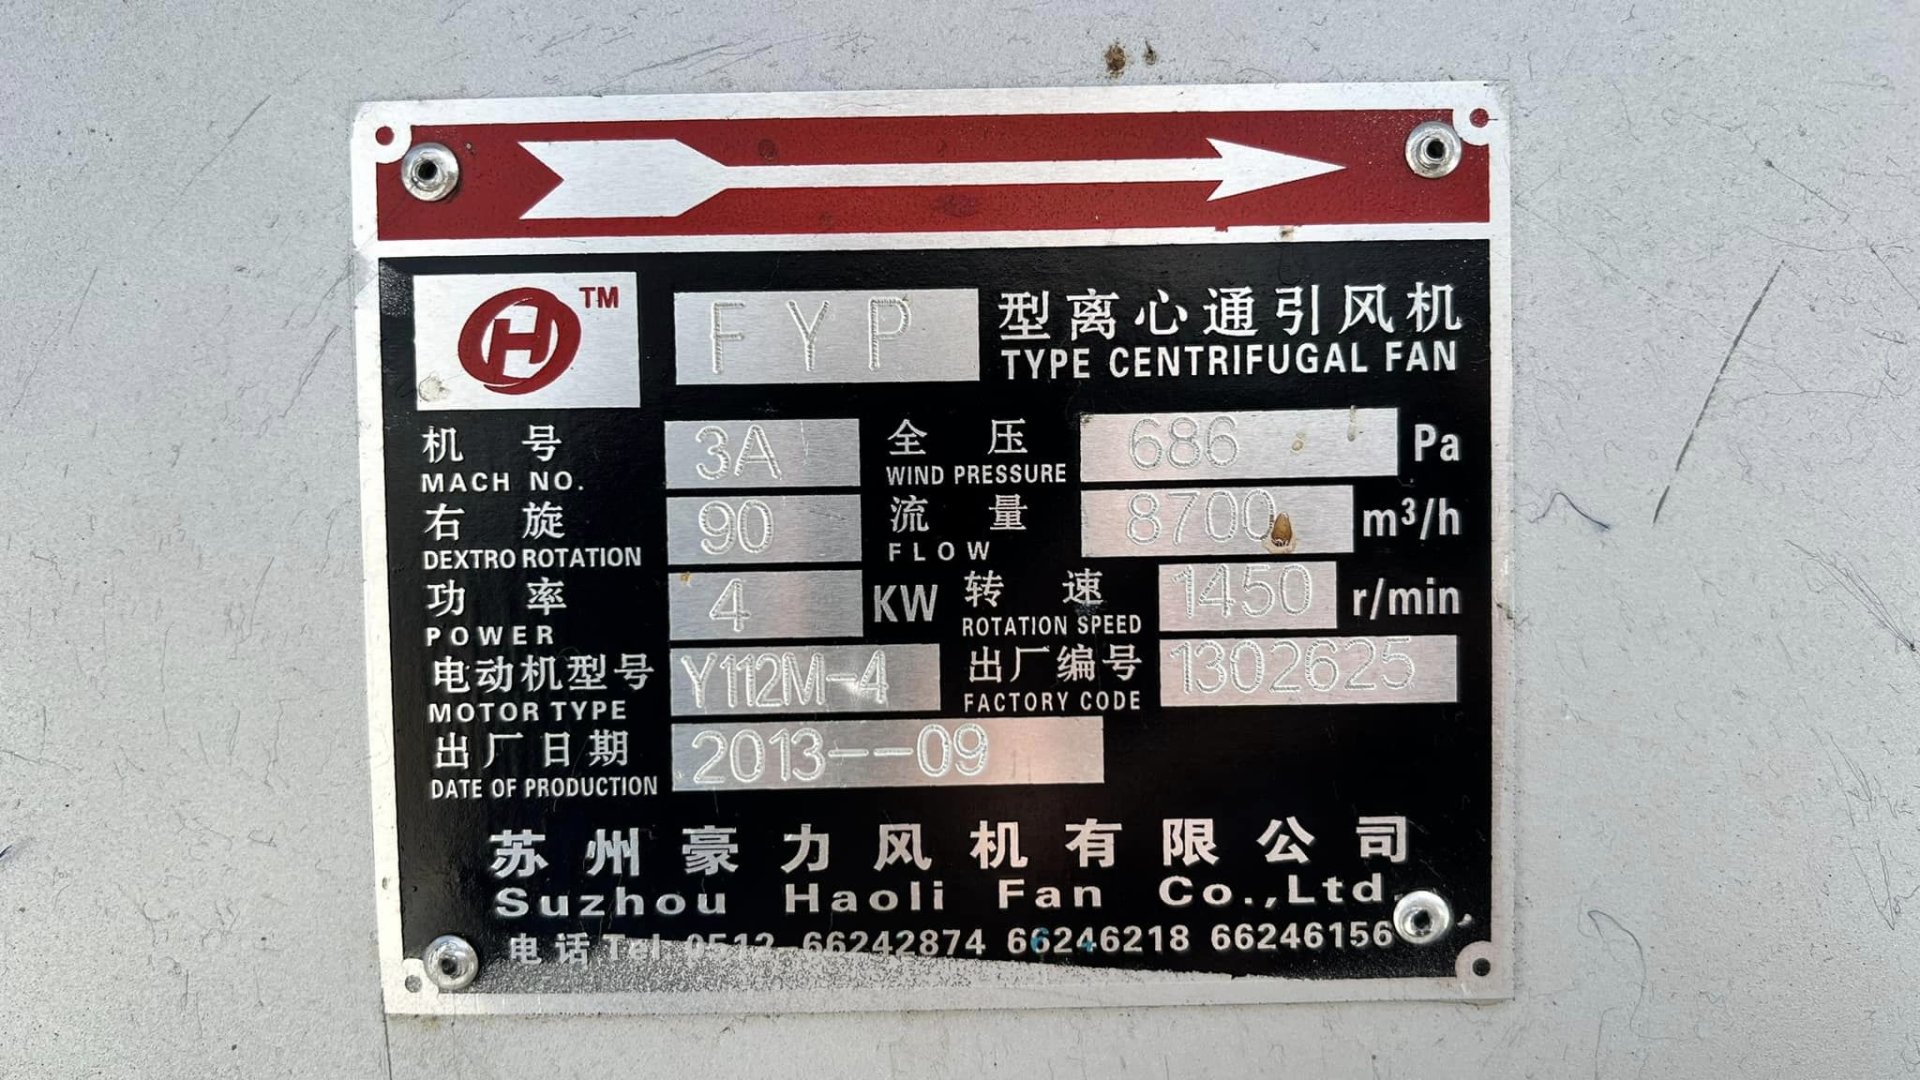 H TM
FYP 型离心通引风机
TYPE CENTRIFUGAL FAN
机号 3A 全压 686 Pa
MACH NO. WIND PRESSURE
右旋 90 流量 8700 m³/h
DEXTRO ROTATION FLOW
功率 4 KW 转速 1450 r/min
POWER ROTATION SPEED
电动机型号 Y112M-4 出厂编号 1302625
MOTOR TYPE FACTORY CODE
出厂日期 2013--09
DATE OF PRODUCTION
苏州豪力风机有限公司
Suzhou Haoli Fan Co.,Ltd.
电话 Tel 0512 66242874 66246218 66246156